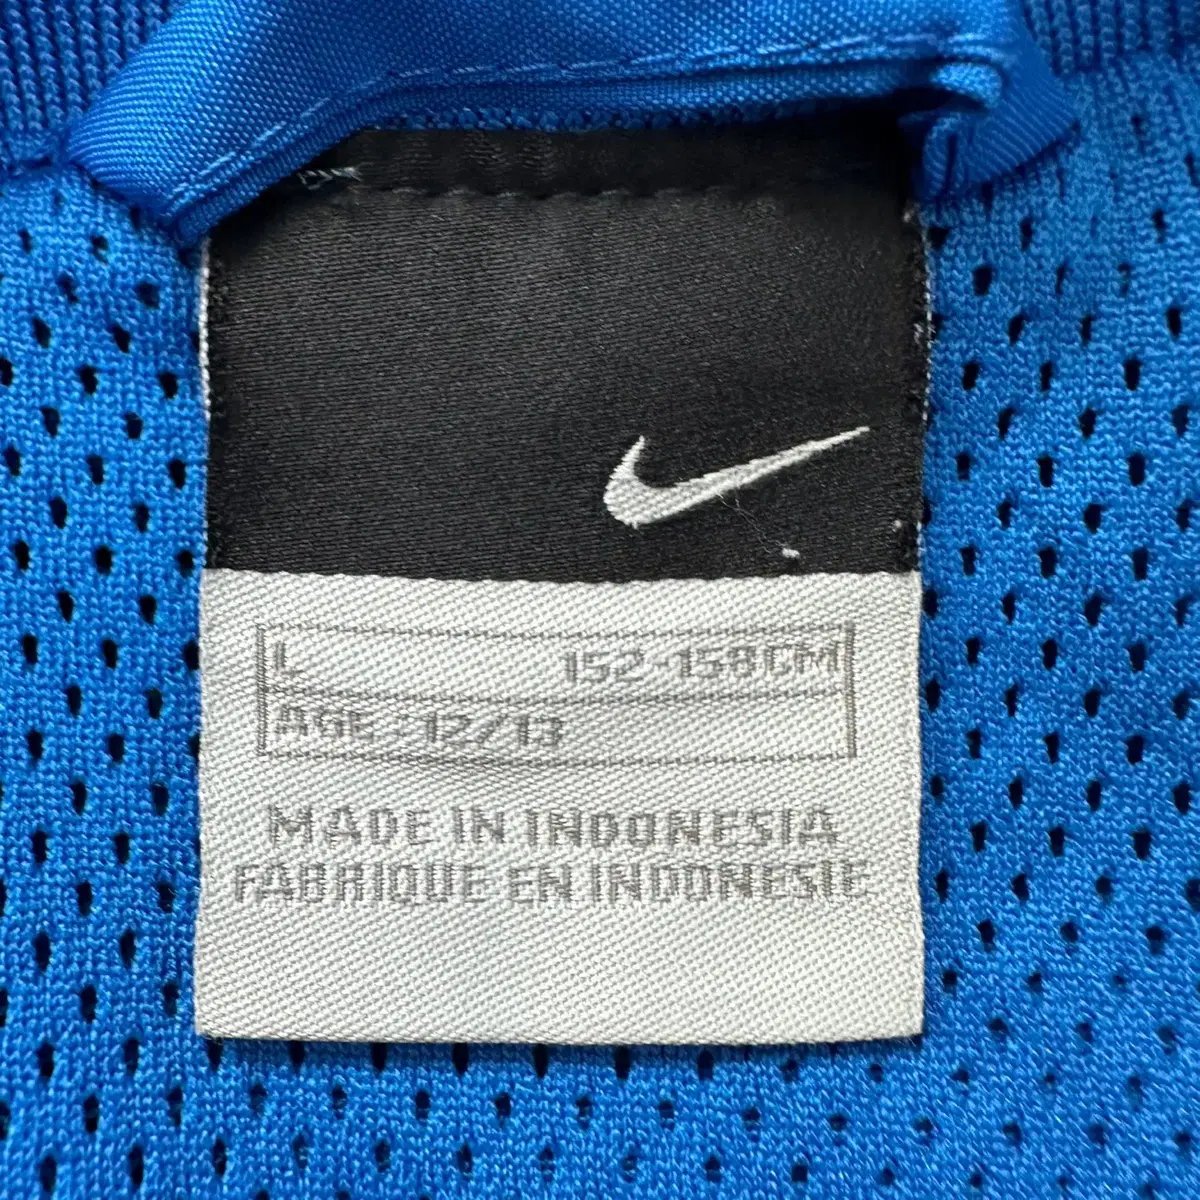 L 152-158CM
AGE : 12/13
MADE IN INDONESIA
FABRIQUE EN INDONESIE